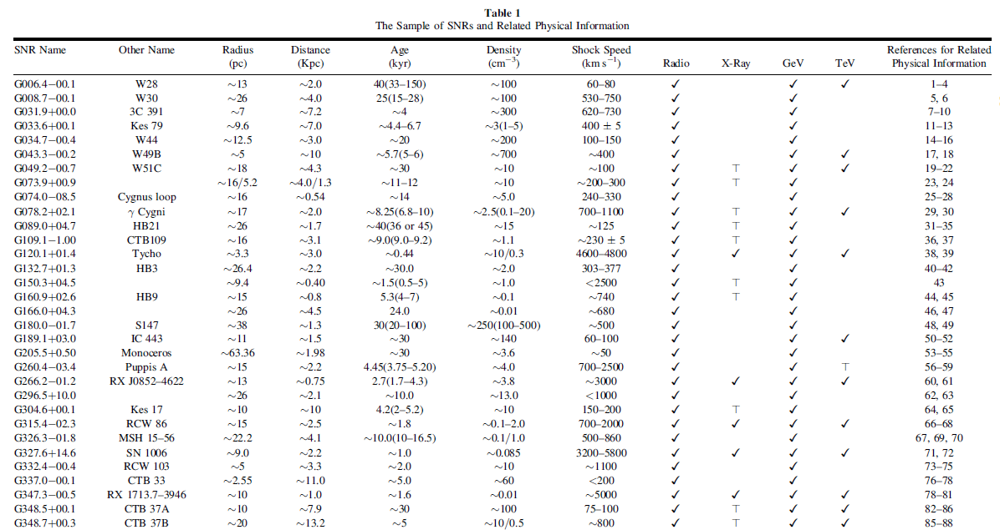 Table 1
The Sample of SNRs and Related Physical Information
SNR Name Other Name Radius (pc) Distance (Kpc) Age (kyr) Density (cm⁻³) Shock Speed (km s⁻¹) Radio X-Ray GeV TeV References for Related Physical Information
G006.4−00.1 W28 ∼13 ∼2.0 40(33–150) ∼100 60–80 ✓ ✓ ✓ 1–4
G008.7−00.1 W30 ∼26 ∼4.0 25(15–28) ∼100 530–750 ✓ ✓ 5, 6
G031.9+00.0 3C 391 ∼7 ∼7.2 ∼4 ∼300 620–730 ✓ ✓ 7–10
G033.6+00.1 Kes 79 ∼9.6 ∼7.0 ∼4.4–6.7 ∼3(1–5) 400 ± 5 ✓ ✓ 11–13
G034.7−00.4 W44 ∼12.5 ∼3.0 ∼20 ∼200 100–150 ✓ ✓ 14–16
G043.3−00.2 W49B ∼5 ∼10 ∼5.7(5–6) ∼700 ∼400 ✓ ✓ ✓ 17, 18
G049.2−00.7 W51C ∼18 ∼4.3 ∼30 ∼10 ∼100 ✓ ⊤ ✓ ✓ 19–22
G073.9+00.9 ∼16/5.2 ∼4.0/1.3 ∼11–12 ∼10 ∼200–300 ✓ ⊤ ✓ 23, 24
G074.0−08.5 Cygnus loop ∼16 ∼0.54 ∼14 ∼5.0 240–330 ✓ ✓ 25–28
G078.2+02.1 γ Cygni ∼17 ∼2.0 ∼8.25(6.8–10) ∼2.5(0.1–20) 700–1100 ✓ ⊤ ✓ ✓ 29, 30
G089.0+04.7 HB21 ∼26 ∼1.7 ∼40(36 or 45) ∼15 ∼125 ✓ ⊤ ✓ 31–35
G109.1−1.00 CTB109 ∼16 ∼3.1 ∼9.0(9.0–9.2) ∼1.1 ∼230 ± 5 ✓ ⊤ ✓ 36, 37
G120.1+01.4 Tycho ∼3.3 ∼3.0 ∼0.44 ∼10/0.3 4600–4800 ✓ ✓ ✓ ✓ 38, 39
G132.7+01.3 HB3 ∼26.4 ∼2.2 ∼30.0 ∼2.0 303–377 ✓ ✓ 40–42
G150.3+04.5 ∼9.4 ∼0.40 ∼1.5(0.5–5) ∼1.0 <2500 ✓ ⊤ ✓ 43
G160.9+02.6 HB9 ∼15 ∼0.8 5.3(4–7) ∼0.1 ∼740 ✓ ⊤ ✓ 44, 45
G166.0+04.3 ∼26 ∼4.5 24.0 ∼0.01 ∼680 ✓ ✓ 46, 47
G180.0−01.7 S147 ∼38 ∼1.3 30(20–100) ∼250(100–500) ∼500 ✓ ✓ 48, 49
G189.1+03.0 IC 443 ∼11 ∼1.5 ∼30 ∼140 60–100 ✓ ✓ ✓ 50–52
G205.5+0.50 Monoceros ∼63.36 ∼1.98 ∼30 ∼3.6 ∼50 ✓ ✓ 53–55
G260.4−03.4 Puppis A ∼15 ∼2.2 4.45(3.75–5.20) ∼4.0 700–2500 ✓ ✓ ⊤ 56–59
G266.2−01.2 RX J0852−4622 ∼13 ∼0.75 2.7(1.7–4.3) ∼3.8 ∼3000 ✓ ✓ ✓ ✓ 60, 61
G296.5+10.0 ∼26 ∼2.1 ∼10.0 ∼13.0 <1000 ✓ ✓ 62, 63
G304.6+00.1 Kes 17 ∼10 ∼10 4.2(2–5.2) ∼10 150–200 ✓ ⊤ ✓ 64, 65
G315.4−02.3 RCW 86 ∼15 ∼2.5 ∼1.8 ∼0.1–2.0 700–2000 ✓ ✓ ✓ ✓ 66–68
G326.3−01.8 MSH 15−56 ∼22.2 ∼4.1 ∼10.0(10–16.5) ∼0.1/1.0 500–860 ✓ ✓ 67, 69, 70
G327.6+14.6 SN 1006 ∼9.0 ∼2.2 ∼1.0 ∼0.085 3200–5800 ✓ ✓ ✓ ✓ 71, 72
G332.4−00.4 RCW 103 ∼5 ∼3.3 ∼2.0 ∼10 ∼1100 ✓ ✓ 73–75
G337.0−00.1 CTB 33 ∼2.55 ∼11.0 ∼5.0 ∼60 <200 ✓ ✓ 76–78
G347.3−00.5 RX 1713.7−3946 ∼10 ∼1.0 ∼1.6 ∼0.01 ∼5000 ✓ ✓ ✓ ✓ 78–81
G348.5+00.1 CTB 37A ∼10 ∼7.9 ∼30 ∼100 75–100 ✓ ⊤ ✓ ✓ 82–86
G348.7+00.3 CTB 37B ∼20 ∼13.2 ∼5 ∼10/0.5 ∼800 ✓ ⊤ ✓ ✓ 85–88